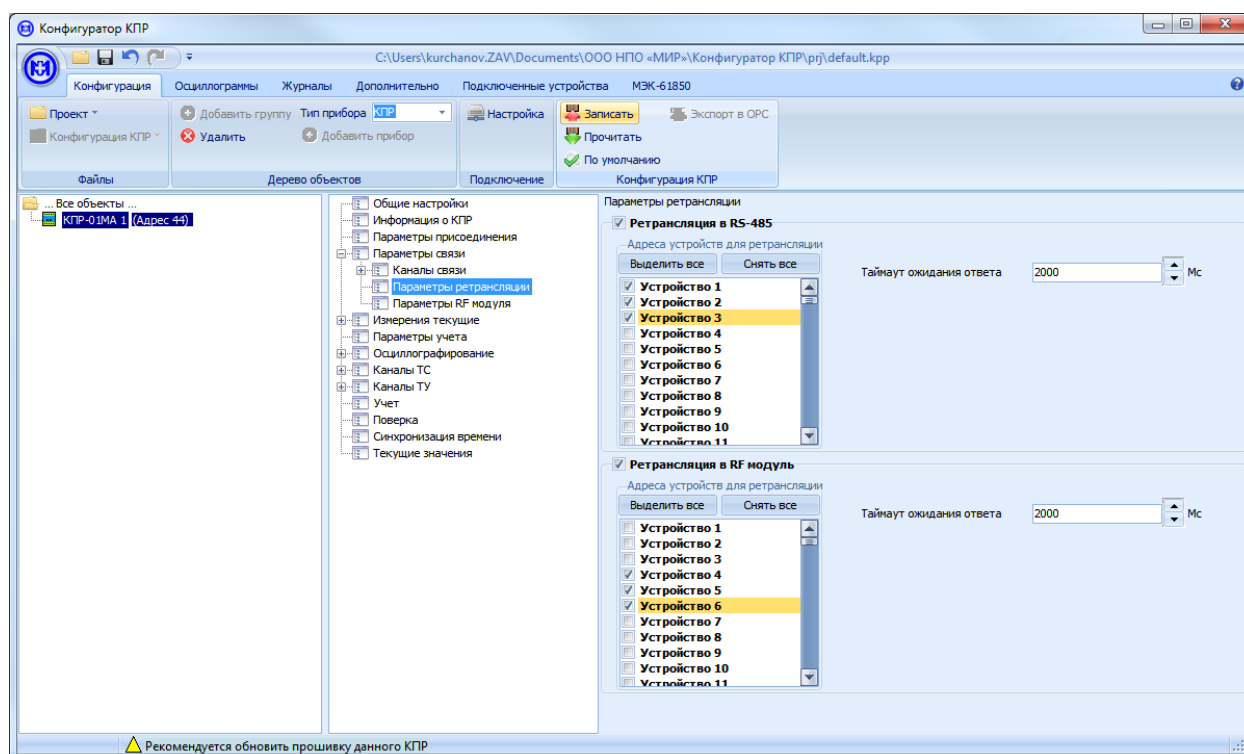 Конфигуратор КПР
C:\Users\kurchanov.ZAV\Documents\ООО НПО «МИР»\Конфигуратор КПР\prj\default.kpp
Конфигурация Осциллограммы Журналы Дополнительно Подключенные устройства МЭК-61850
Проект
Конфигурация КПР
Файлы
Добавить группу Тип прибора КПР
Удалить Добавить прибор
Дерево объектов
Настройка
Подключение
Записать Экспорт в OPC
Прочитать
По умолчанию
Конфигурация КПР
... Все объекты ...
КПР-01МА 1 (Адрес 44)
Общие настройки
Информация о КПР
Параметры присоединения
Параметры связи
Каналы связи
Параметры ретрансляции
Параметры RF модуля
Измерения текущие
Параметры учета
Осциллографирование
Каналы ТС
Каналы ТУ
Учет
Поверка
Синхронизация времени
Текущие значения
Параметры ретрансляции
Ретрансляция в RS-485
Адреса устройств для ретрансляции
Выделить все Снять все
Таймаут ожидания ответа 2000 Мс
Устройство 1
Устройство 2
Устройство 3
Устройство 4
Устройство 5
Устройство 6
Устройство 7
Устройство 8
Устройство 9
Устройство 10
Устройство 11
Ретрансляция в RF модуль
Адреса устройств для ретрансляции
Выделить все Снять все
Таймаут ожидания ответа 2000 Мс
Устройство 1
Устройство 2
Устройство 3
Устройство 4
Устройство 5
Устройство 6
Устройство 7
Устройство 8
Устройство 9
Устройство 10
Устройство 11
Рекомендуется обновить прошивку данного КПР